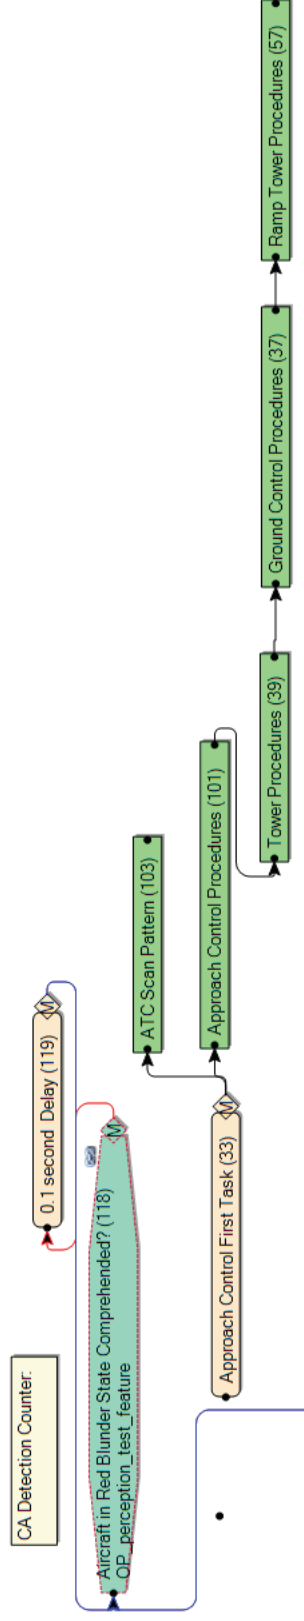 CA Detection Counter:
0.1 second  Delay (119)
M
Aircraft in Red Blunder State Comprehended? (118)
OP_perception_test_feature
M
ATC Scan Pattern (103)
Approach Control First Task (33)
M
Approach Control Procedures (101)
Tower Procedures (39)
Ground Control Procedures (37)
Ramp Tower Procedures (57)